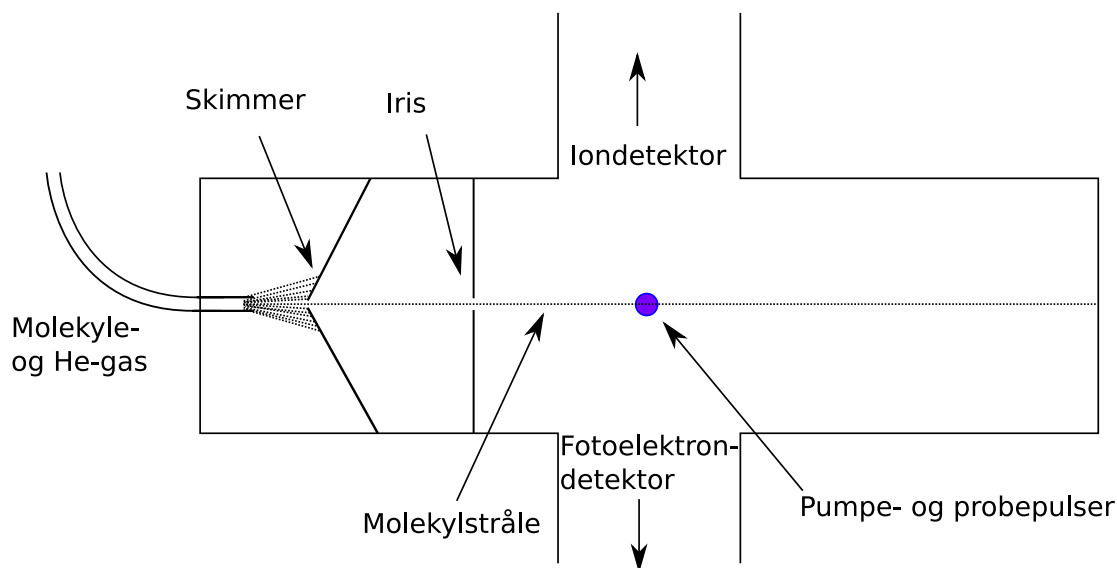 Skimmer
Iris
Iondetektor
Molekyle-
og He-gas
Fotoelektron-
detektor
Molekylstråle
Pumpe- og probepulser